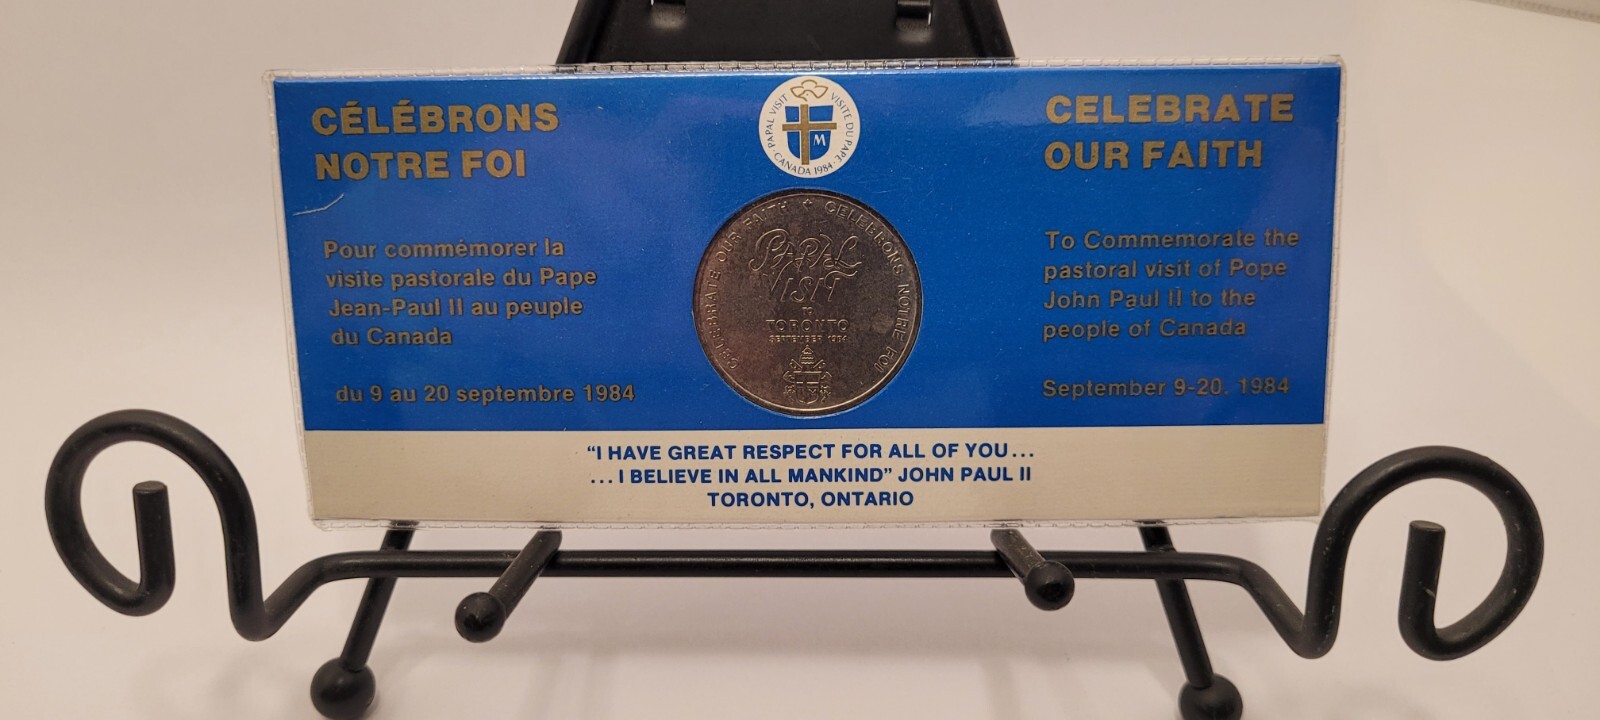 CÉLÉBRONS
NOTRE FOI
Pour commémorer la
visite pastorale du Pape
Jean-Paul II au peuple
du Canada
du 9 au 20 septembre 1984
PAPAL VISIT
VISITE DU PAPE
CANADA 1984
M
CELEBRATE OUR FAITH
CELEBRONS NOTRE FOI
PAPAL
VISIT
TO
TORONTO
SEPTEMBER 1984
CELEBRATE
OUR FAITH
To Commemorate the
pastoral visit of Pope
John Paul II to the
people of Canada
September 9-20, 1984
“I HAVE GREAT RESPECT FOR ALL OF YOU...
...I BELIEVE IN ALL MANKIND” JOHN PAUL II
TORONTO, ONTARIO